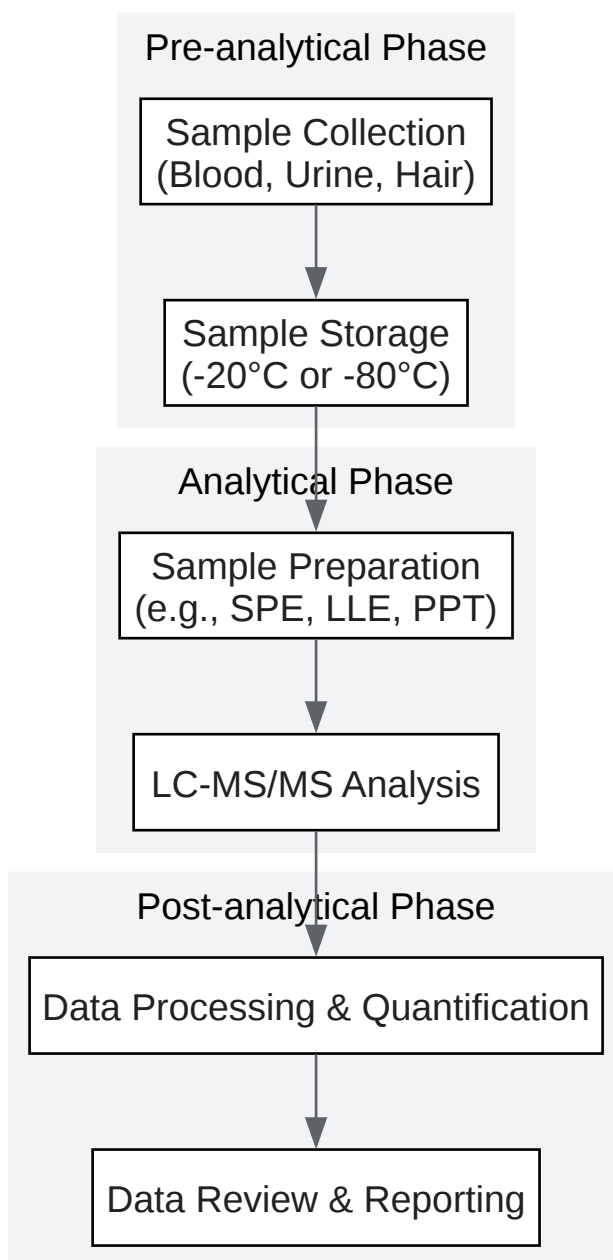 Pre-analytical Phase
Sample Collection
(Blood, Urine, Hair)
Sample Storage
(-20°C or -80°C)
Analytical Phase
Sample Preparation
(e.g., SPE, LLE, PPT)
LC-MS/MS Analysis
Post-analytical Phase
Data Processing & Quantification
Data Review & Reporting